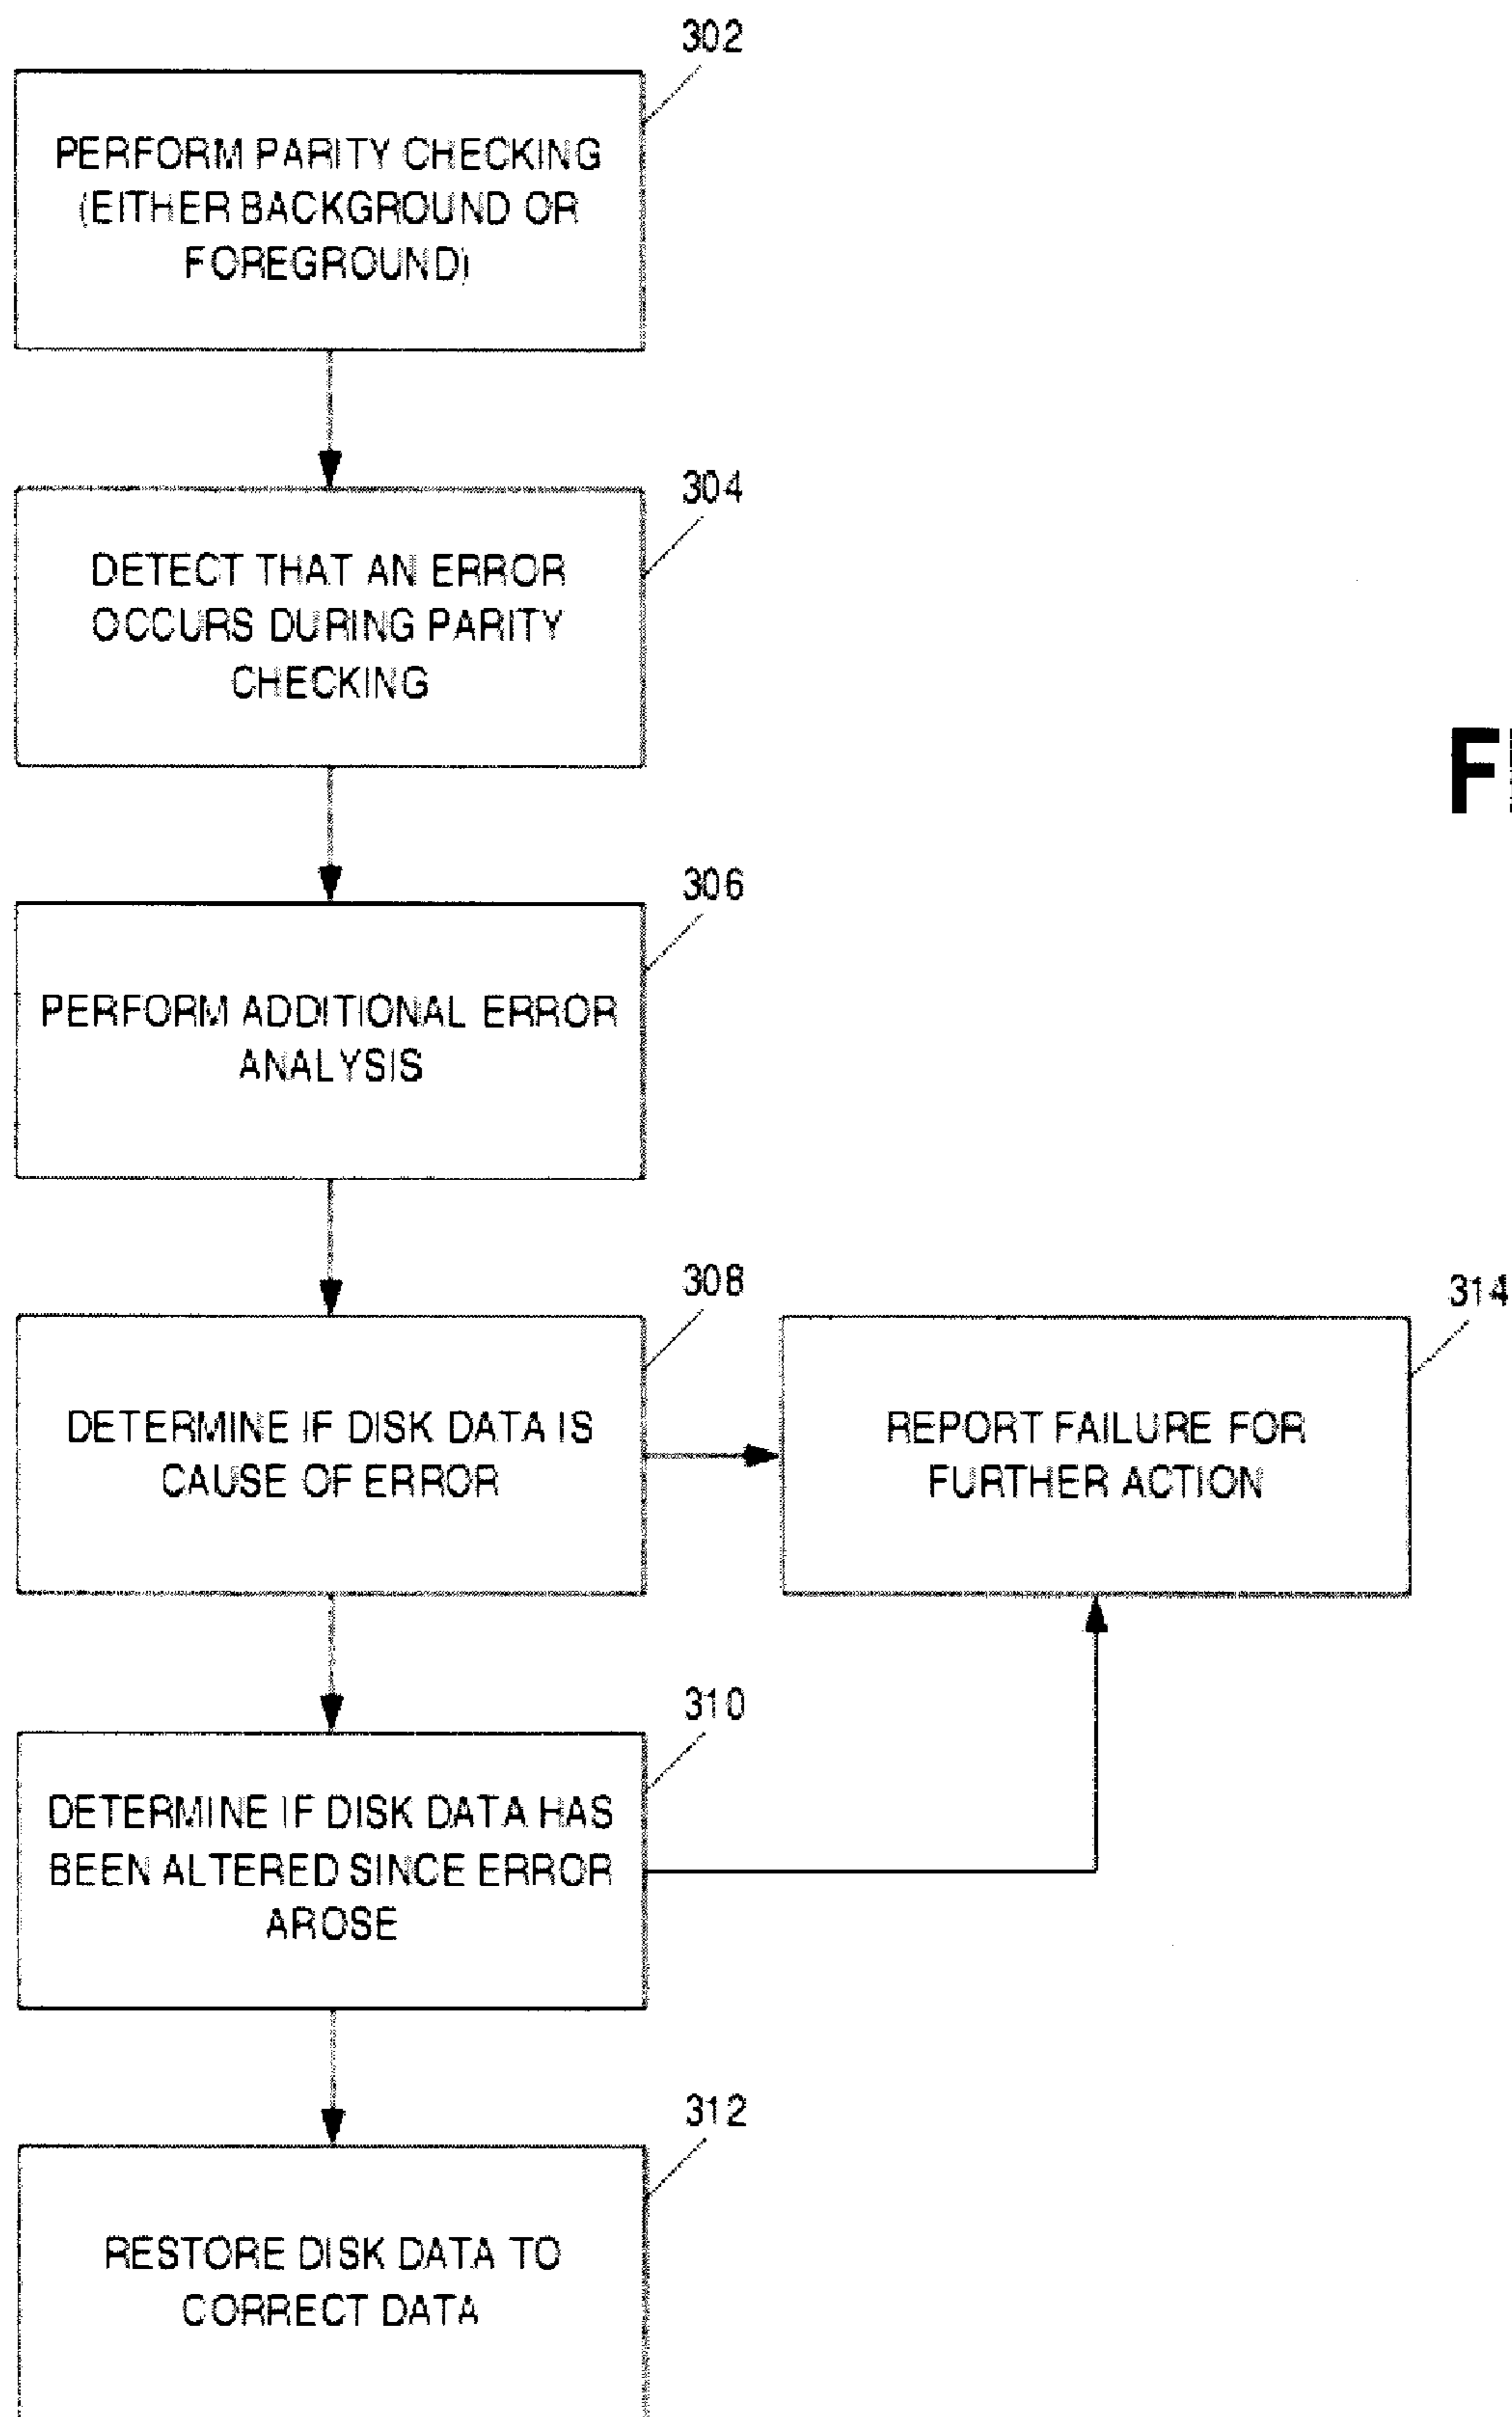 302
PERFORM PARITY CHECKING
(EITHER BACKGROUND OR
FOREGROUND)
304
DETECT THAT AN ERROR
OCCURS DURING PARITY
CHECKING
306
PERFORM ADDITIONAL ERROR
ANALYSIS
308
DETERMINE IF DISK DATA IS
CAUSE OF ERROR
314
REPORT FAILURE FOR
FURTHER ACTION
310
DETERMINE IF DISK DATA HAS
BEEN ALTERED SINCE ERROR
AROSE
312
RESTORE DISK DATA TO
CORRECT DATA